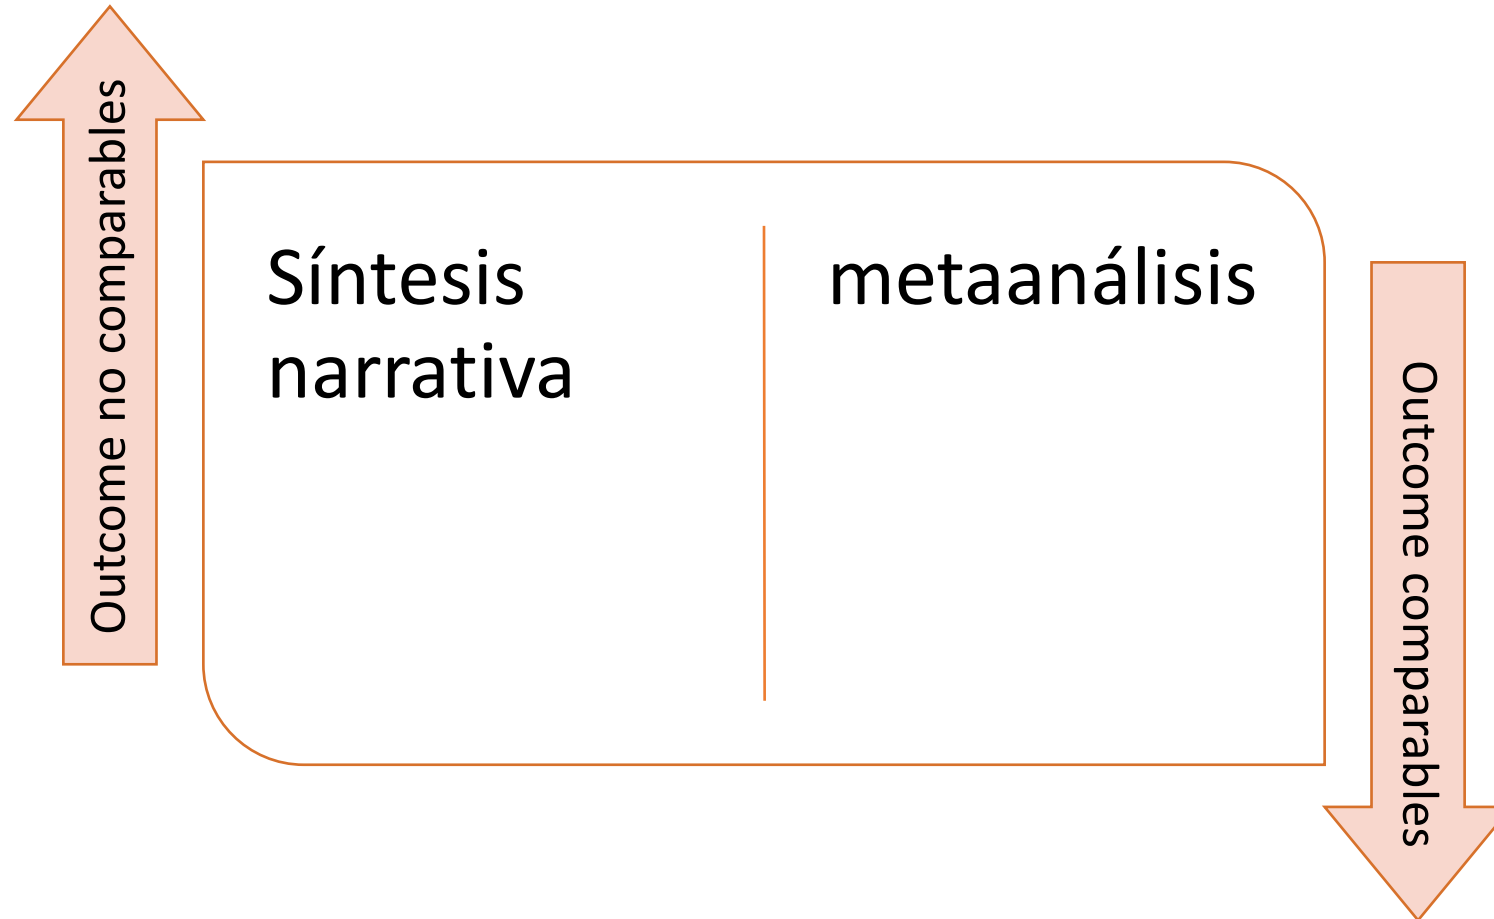 Outcome no comparables
Síntesis
narrativa
metaanálisis
Outcome comparables